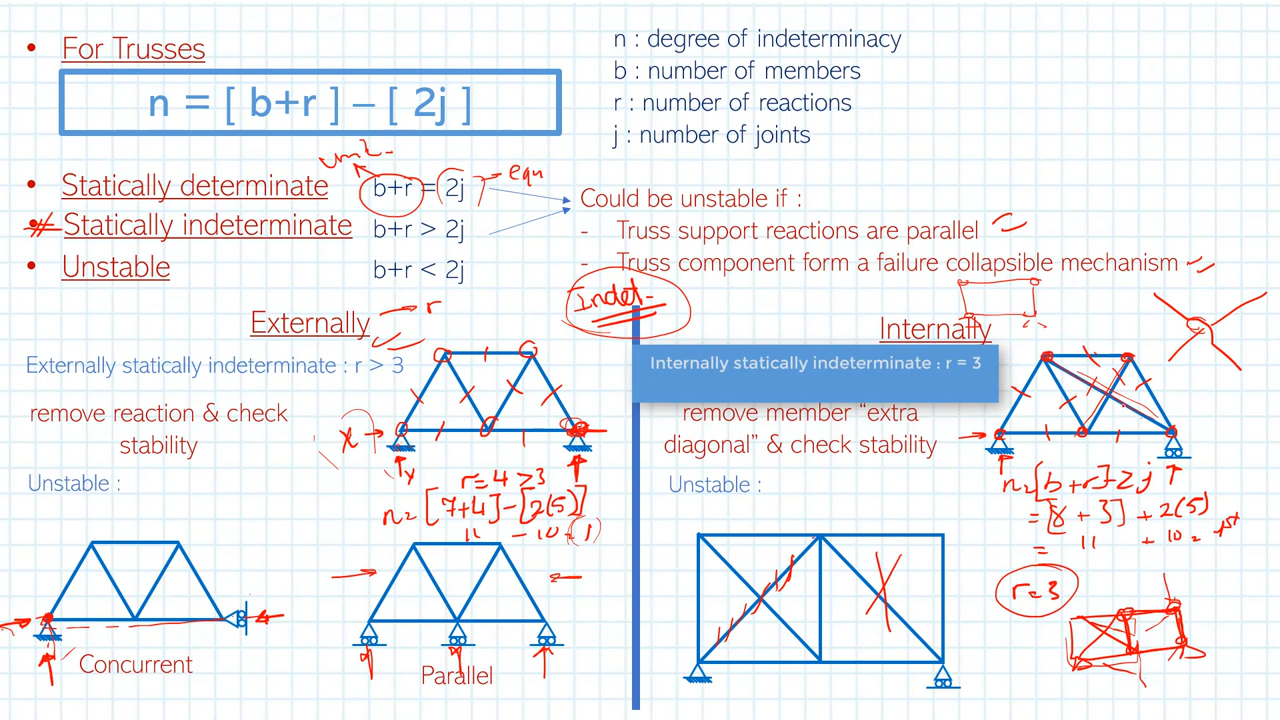 • For Trusses
n = [ b+r ] – [ 2j ]
n : degree of indeterminacy
b : number of members
r : number of reactions
j : number of joints
• Statically determinate b+r = 2j
equ
• Statically indeterminate b+r > 2j
• Unstable b+r < 2j
Could be unstable if :
- Truss support reactions are parallel
- Truss component form a failure collapsible mechanism
Indet.
Externally
r
Externally statically indeterminate : r > 3
remove reaction & check
stability
x
y
r=4>3
n= [7+4]-[2(5)]
11 - 10 = 1
Unstable :
Concurrent
Parallel
Internally
Internally statically indeterminate : r = 3
remove member “extra
diagonal” & check stability
n= [b+r]-2j
= [8 + 3] + 2(5)
= 11 + 10 = 1st
r=3
Unstable :